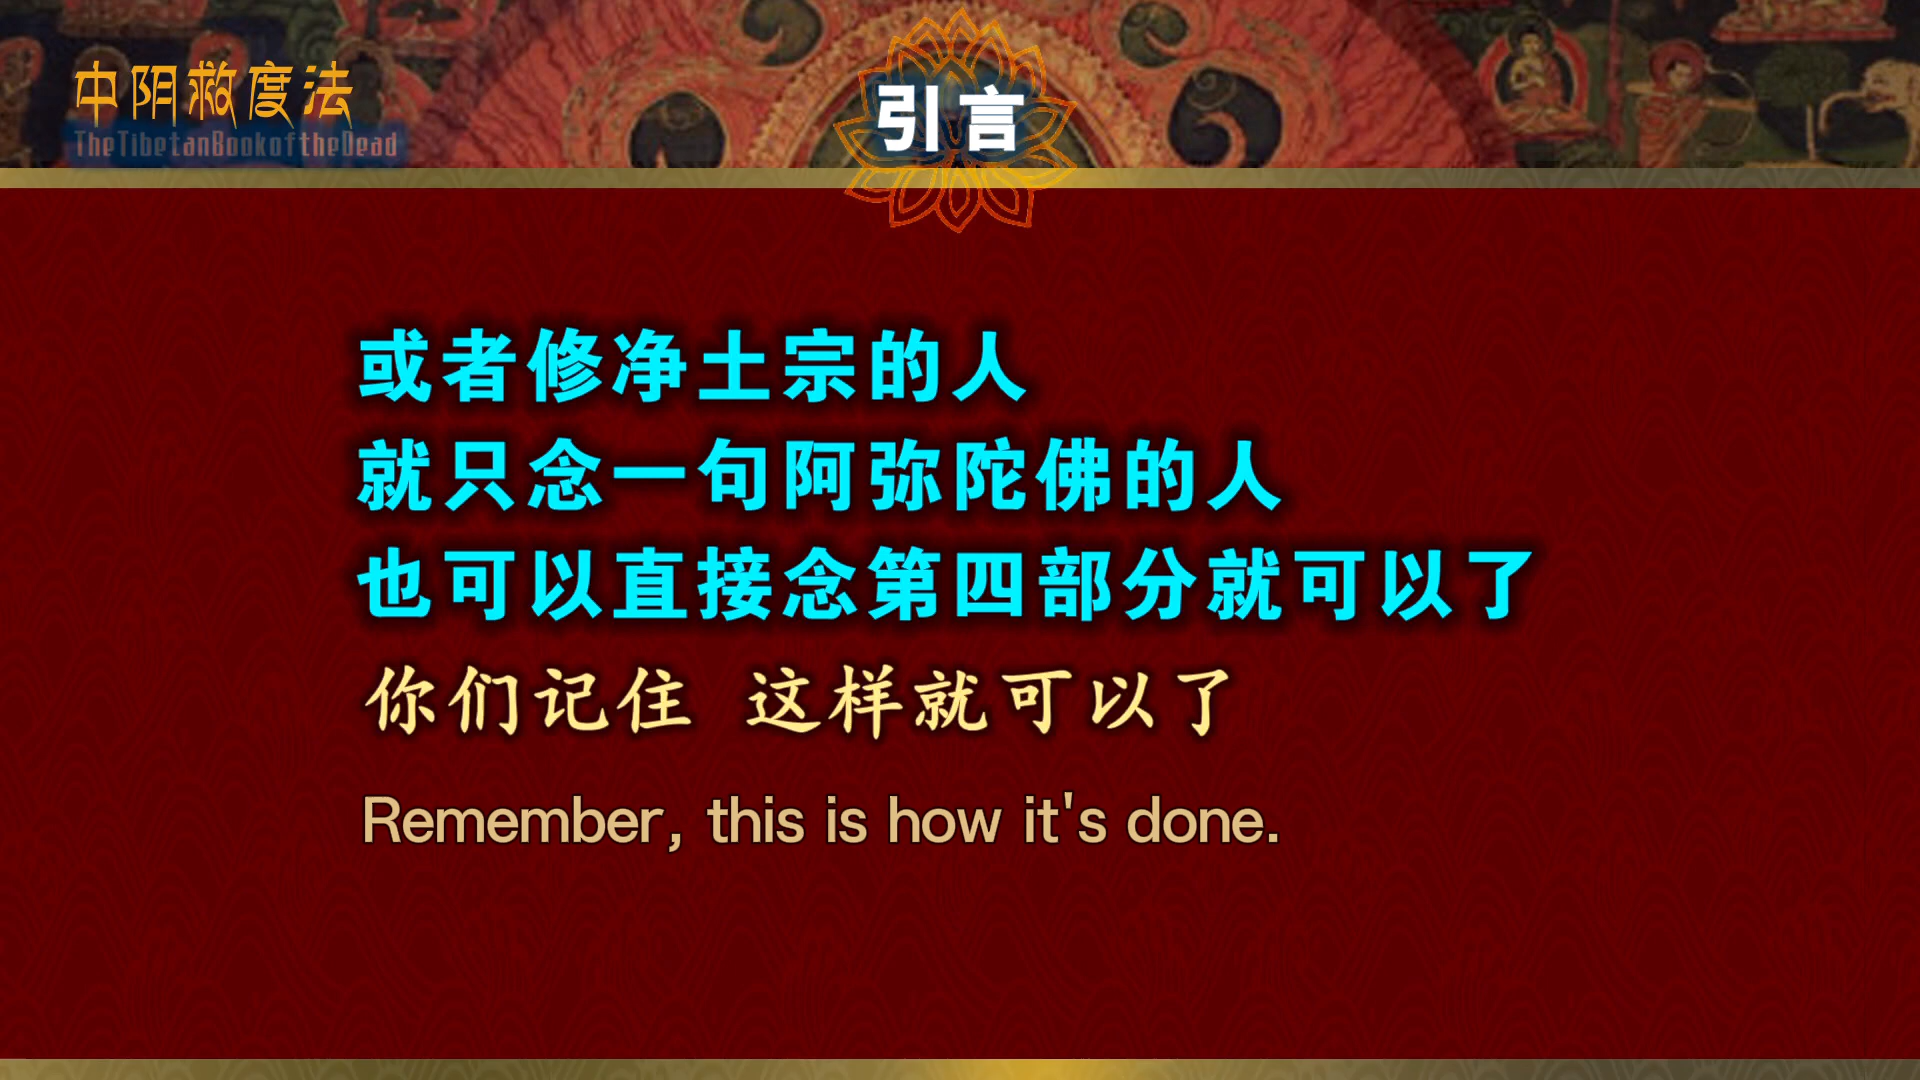 中阴救度法
TheTibetanBookoftheDead
引言
或者修净土宗的人
就只念一句阿弥陀佛的人
也可以直接念第四部分就可以了
你们记住 这样就可以了
Remember, this is how it's done.